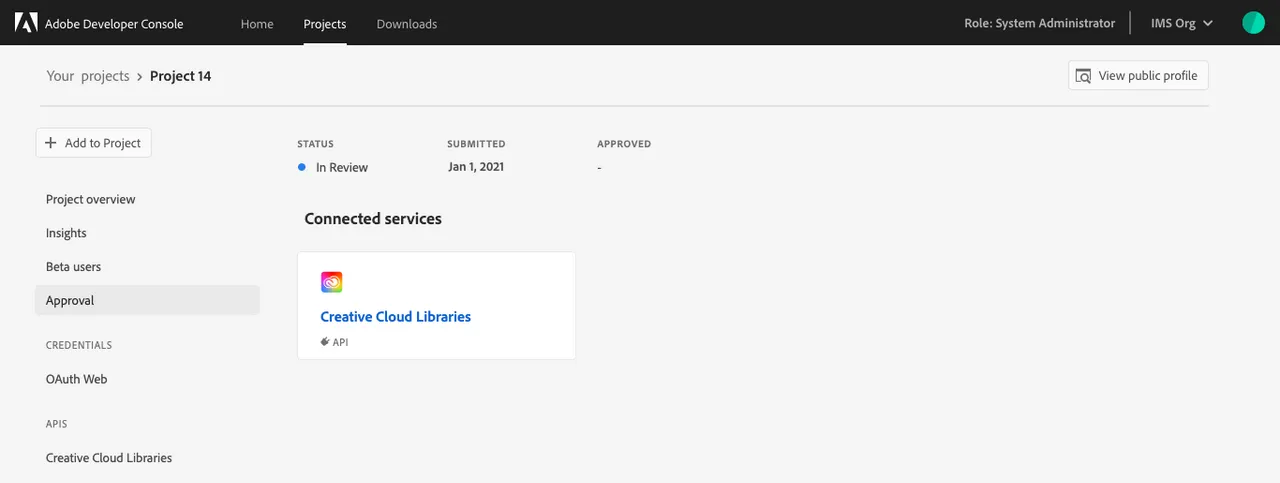 Adobe Developer Console Home Projects Downloads Role: System Administrator IMS Org
Your projects > Project 14 View public profile
Add to Project
STATUS SUBMITTED APPROVED
In Review Jan 1, 2021 -
Project overview
Insights
Beta users
Approval
CREDENTIALS
OAuth Web
APIS
Creative Cloud Libraries
Connected services
Creative Cloud Libraries
API